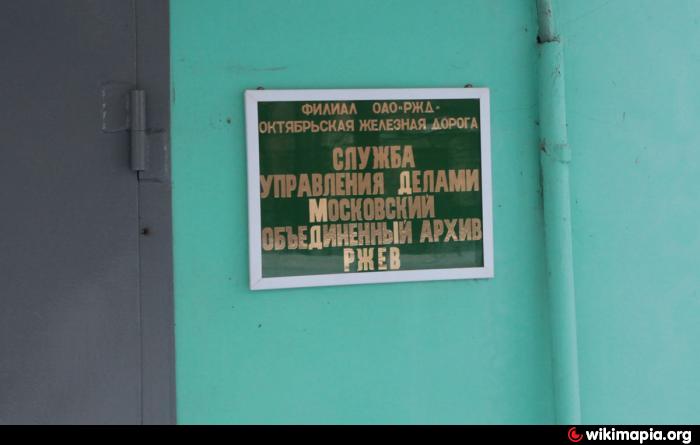 ФИЛИАЛ ОАО «РЖД»
ОКТЯБРЬСКАЯ ЖЕЛЕЗНАЯ ДОРОГА
СЛУЖБА
УПРАВЛЕНИЯ ДЕЛАМИ
МОСКОВСКИЙ
ОБЪЕДИНЕННЫЙ АРХИВ
РЖЕВ
wikimapia.org